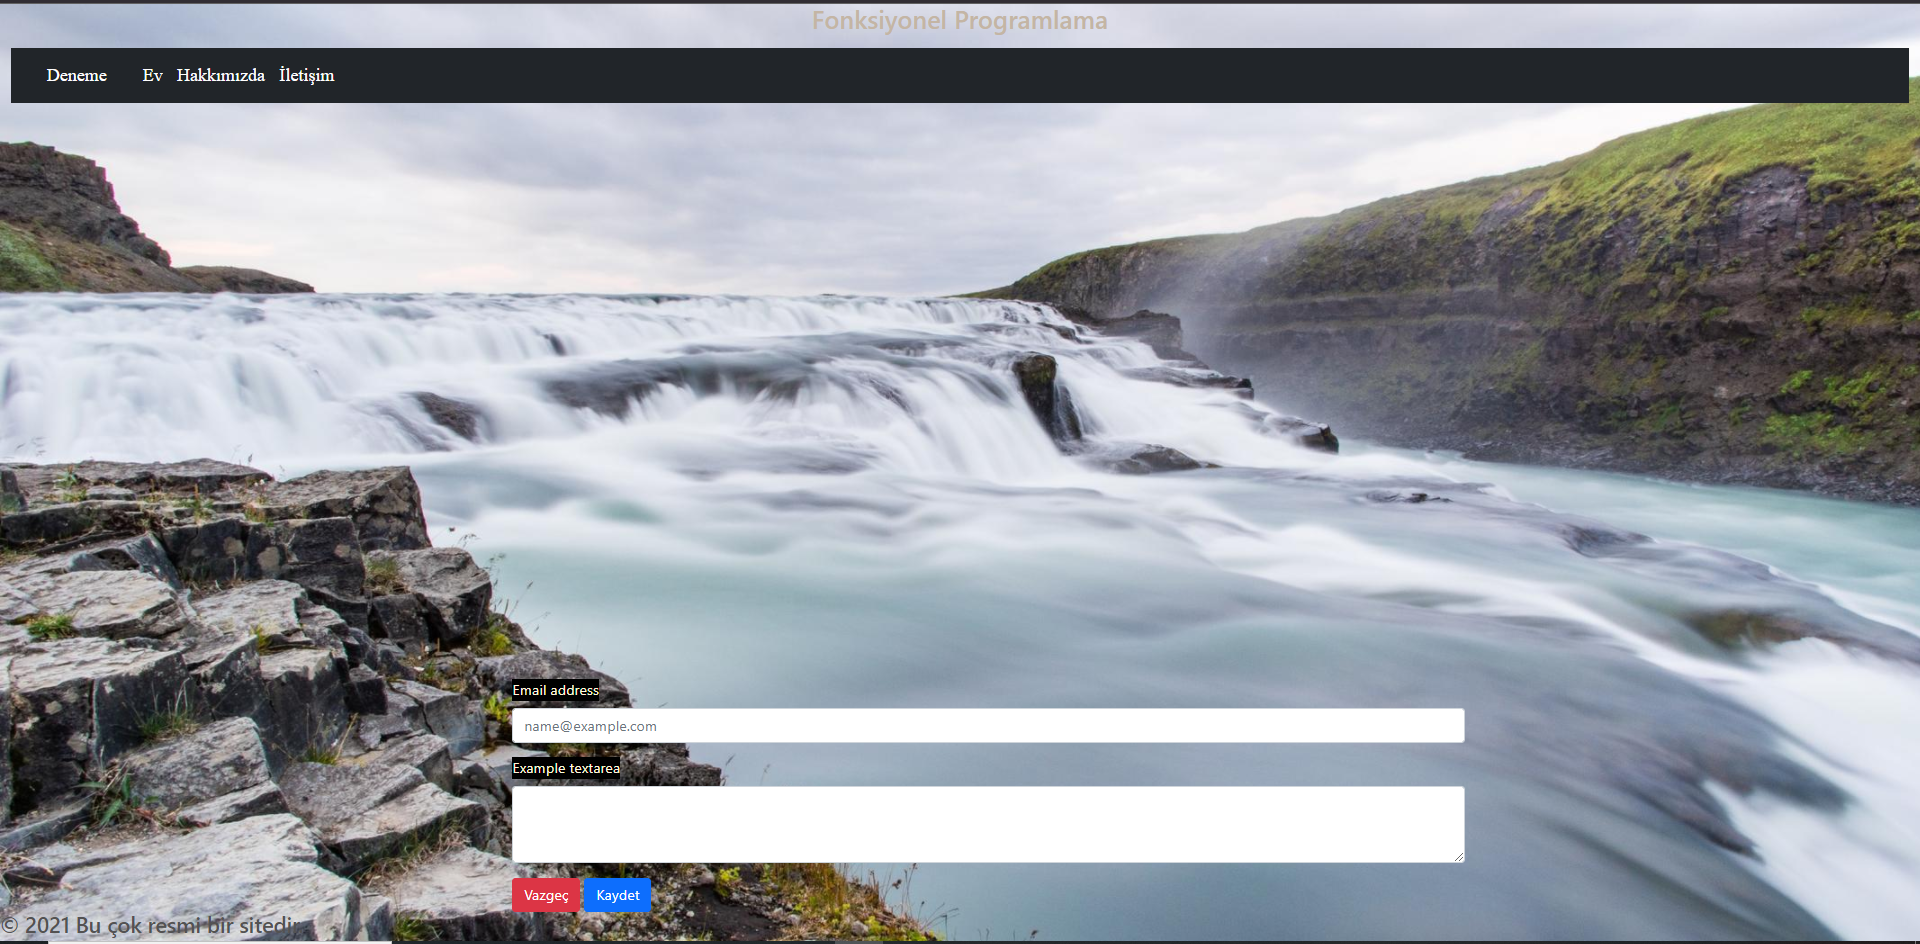 Fonksiyonel Programlama
Deneme Ev Hakkımızda İletişim
Email address
name@example.com
Example textarea
Vazgeç Kaydet
© 2021 Bu çok resmi bir sitedir